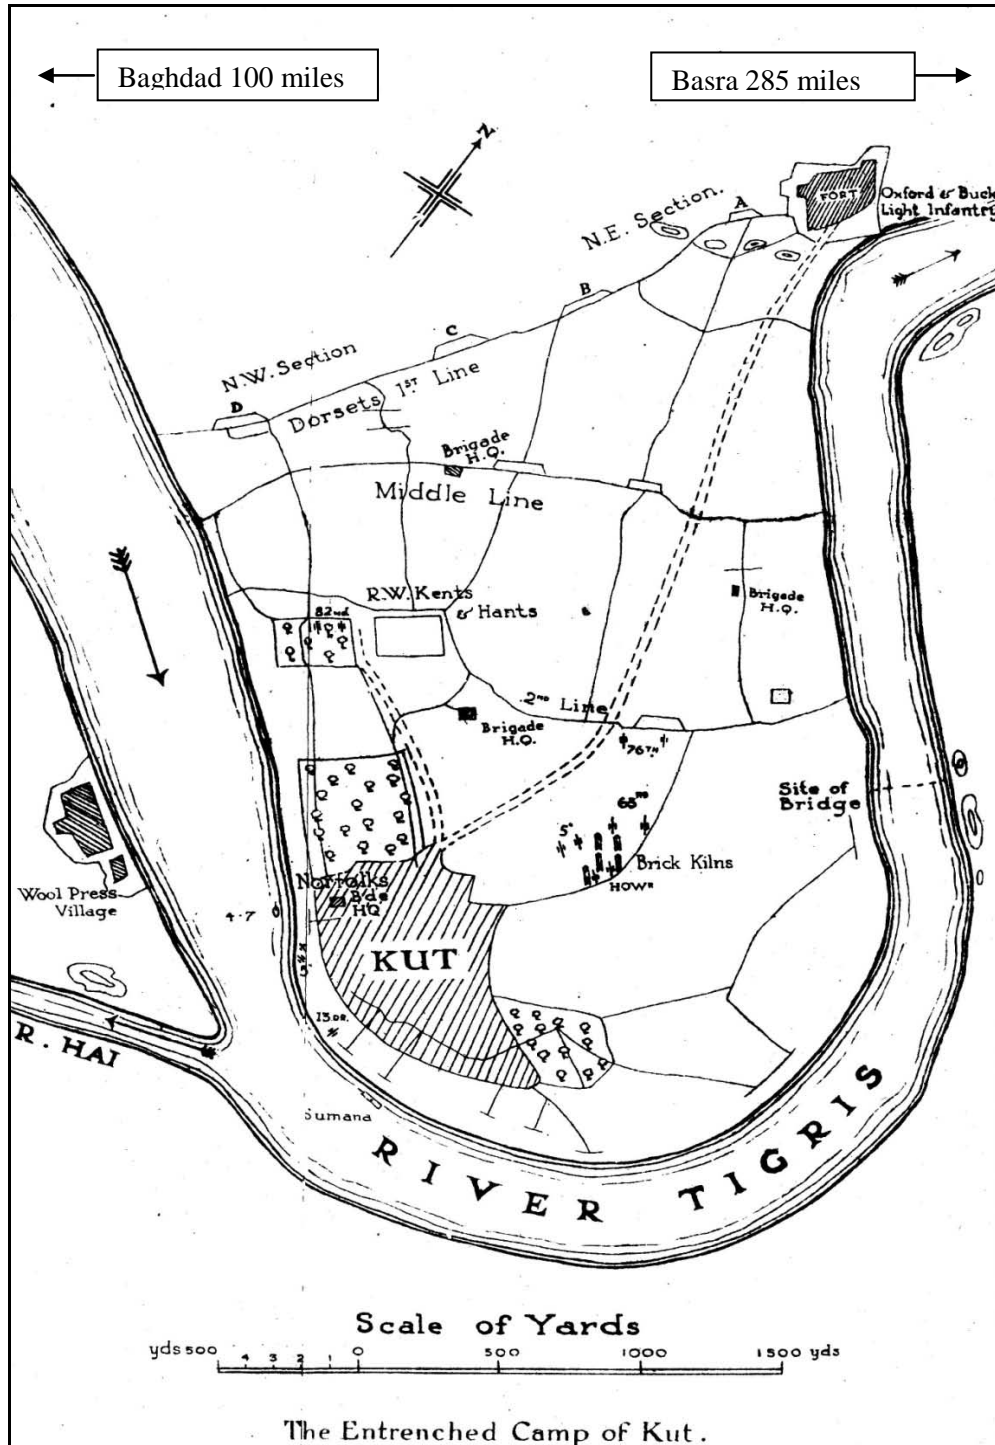 Baghdad 100 miles
Basra 285 miles
N
FORT
Oxford & Buck
Light Infantry
N.E. Section.
A
B
C
N.W. Section
D
Dorsets 1ST Line
Brigade
H.Q.
Middle Line
R.W. Kents
& Hants
82nd
Brigade
H.Q.
2ND Line
Brigade
H.Q.
76TH
Site of
Bridge
63RD
5"
Brick Kilns
HOWR
Wool Press
Village
Norfolks
Bde
HQ
4.7
KUT
13.DR.
R. HAI
Sumana
RIVER TIGRIS
Scale of Yards
yds 500 4 3 2 1 0 500 1000 1500 yds
The Entrenched Camp of Kut.